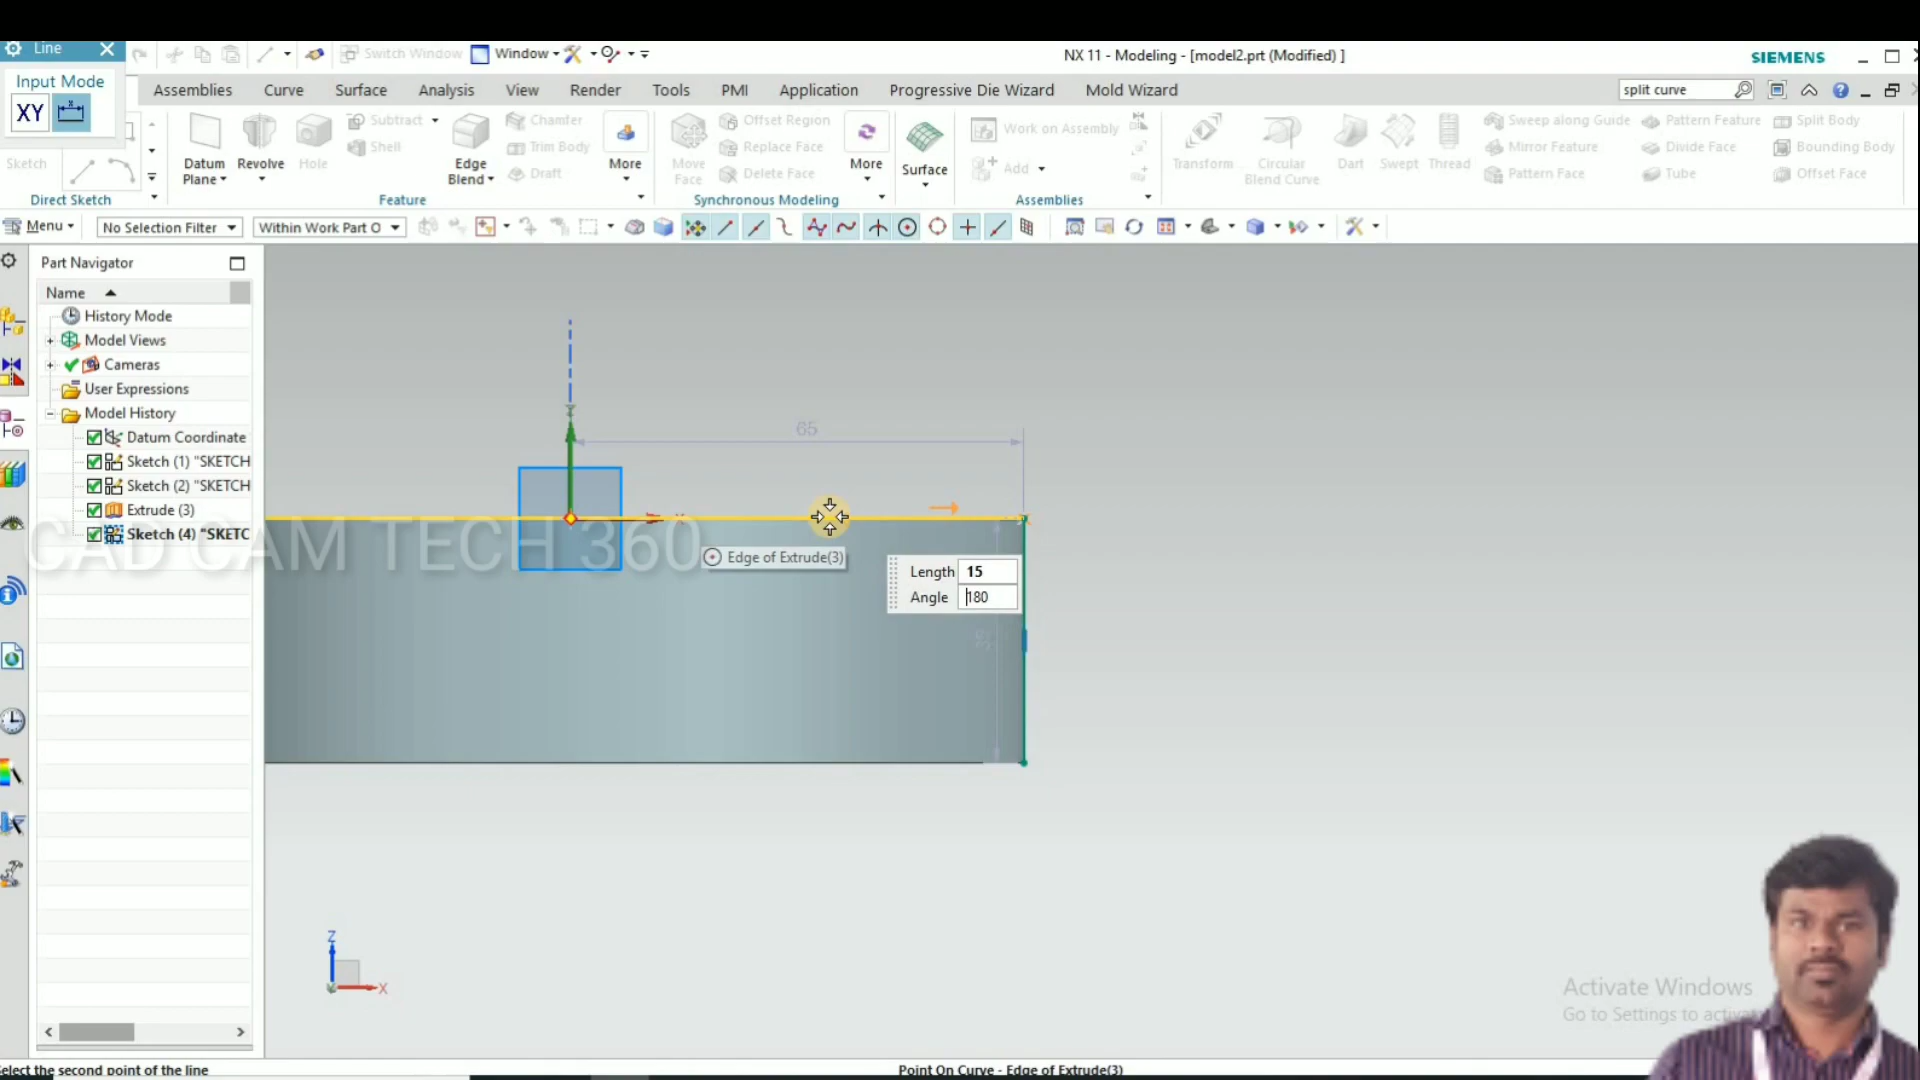 Line
Switch Window
Window
NX 11 - Modeling - [model2.prt (Modified) ]
SIEMENS
Input Mode
XY
Assemblies
Curve
Surface
Analysis
View
Render
Tools
PMI
Application
Progressive Die Wizard
Mold Wizard
split curve
Sketch
Direct Sketch
Datum
Plane
Revolve
Hole
Subtract
Shell
Edge
Blend
Chamfer
Trim Body
Draft
More
Feature
Move
Face
Offset Region
Replace Face
Delete Face
More
Synchronous Modeling
Surface
Work on Assembly
Add
Assemblies
Transform
Circular
Blend Curve
Dart
Swept
Thread
Sweep along Guide
Mirror Feature
Pattern Face
Pattern Feature
Divide Face
Tube
Split Body
Bounding Body
Offset Face
Menu
No Selection Filter
Within Work Part O
Part Navigator
Name
History Mode
Model Views
Cameras
User Expressions
Model History
Datum Coordinate
Sketch (1) "SKETCH
Sketch (2) "SKETCH
Extrude (3)
Sketch (4) "SKETC
CAD CAM TECH 360
65
Edge of Extrude(3)
Length 15
Angle 180
Z
X
Activate Windows
Go to Settings to activa
Select the second point of the line
Point On Curve - Edge of Extrude(3)